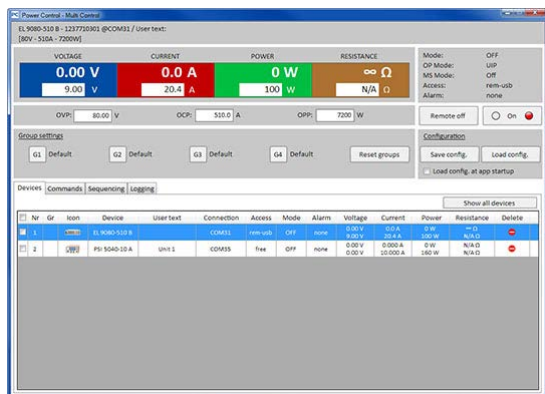 Power Control - Multi Control
EL 9080-510 B - 1237710301 @COM31 / User text:
[80V - 510A - 7200W]
VOLTAGE CURRENT POWER RESISTANCE
0.00 V 0.0 A 0 W ∞ Ω
9.00 V 20.4 A 100 W N/A Ω
Mode: OFF
OP Mode: UIP
MS Mode: Off
Access: rem-usb
Alarm: none
OVP: 80.00 V OCP: 510.0 A OPP: 7200 W
Remote off On
Group settings
G1 Default G2 Default G3 Default G4 Default Reset groups
Configuration
Save config. Load config.
Load config. at app startup
Devices Commands Sequencing Logging
Show all devices
Nr Gr Icon Device User text Connection Access Mode Alarm Voltage Current Power Resistance Delete
1 EL 9080-510 B COM31 rem-usb OFF none 0.00 V 0.0 A 0 W ∞ Ω
9.00 V 20.4 A 100 W N/A Ω
2 PSI 5040-10 A Unit 1 COM35 free OFF none 0.00 V 0.000 A 0 W N/A Ω
0.00 V 10.000 A 160 W N/A Ω